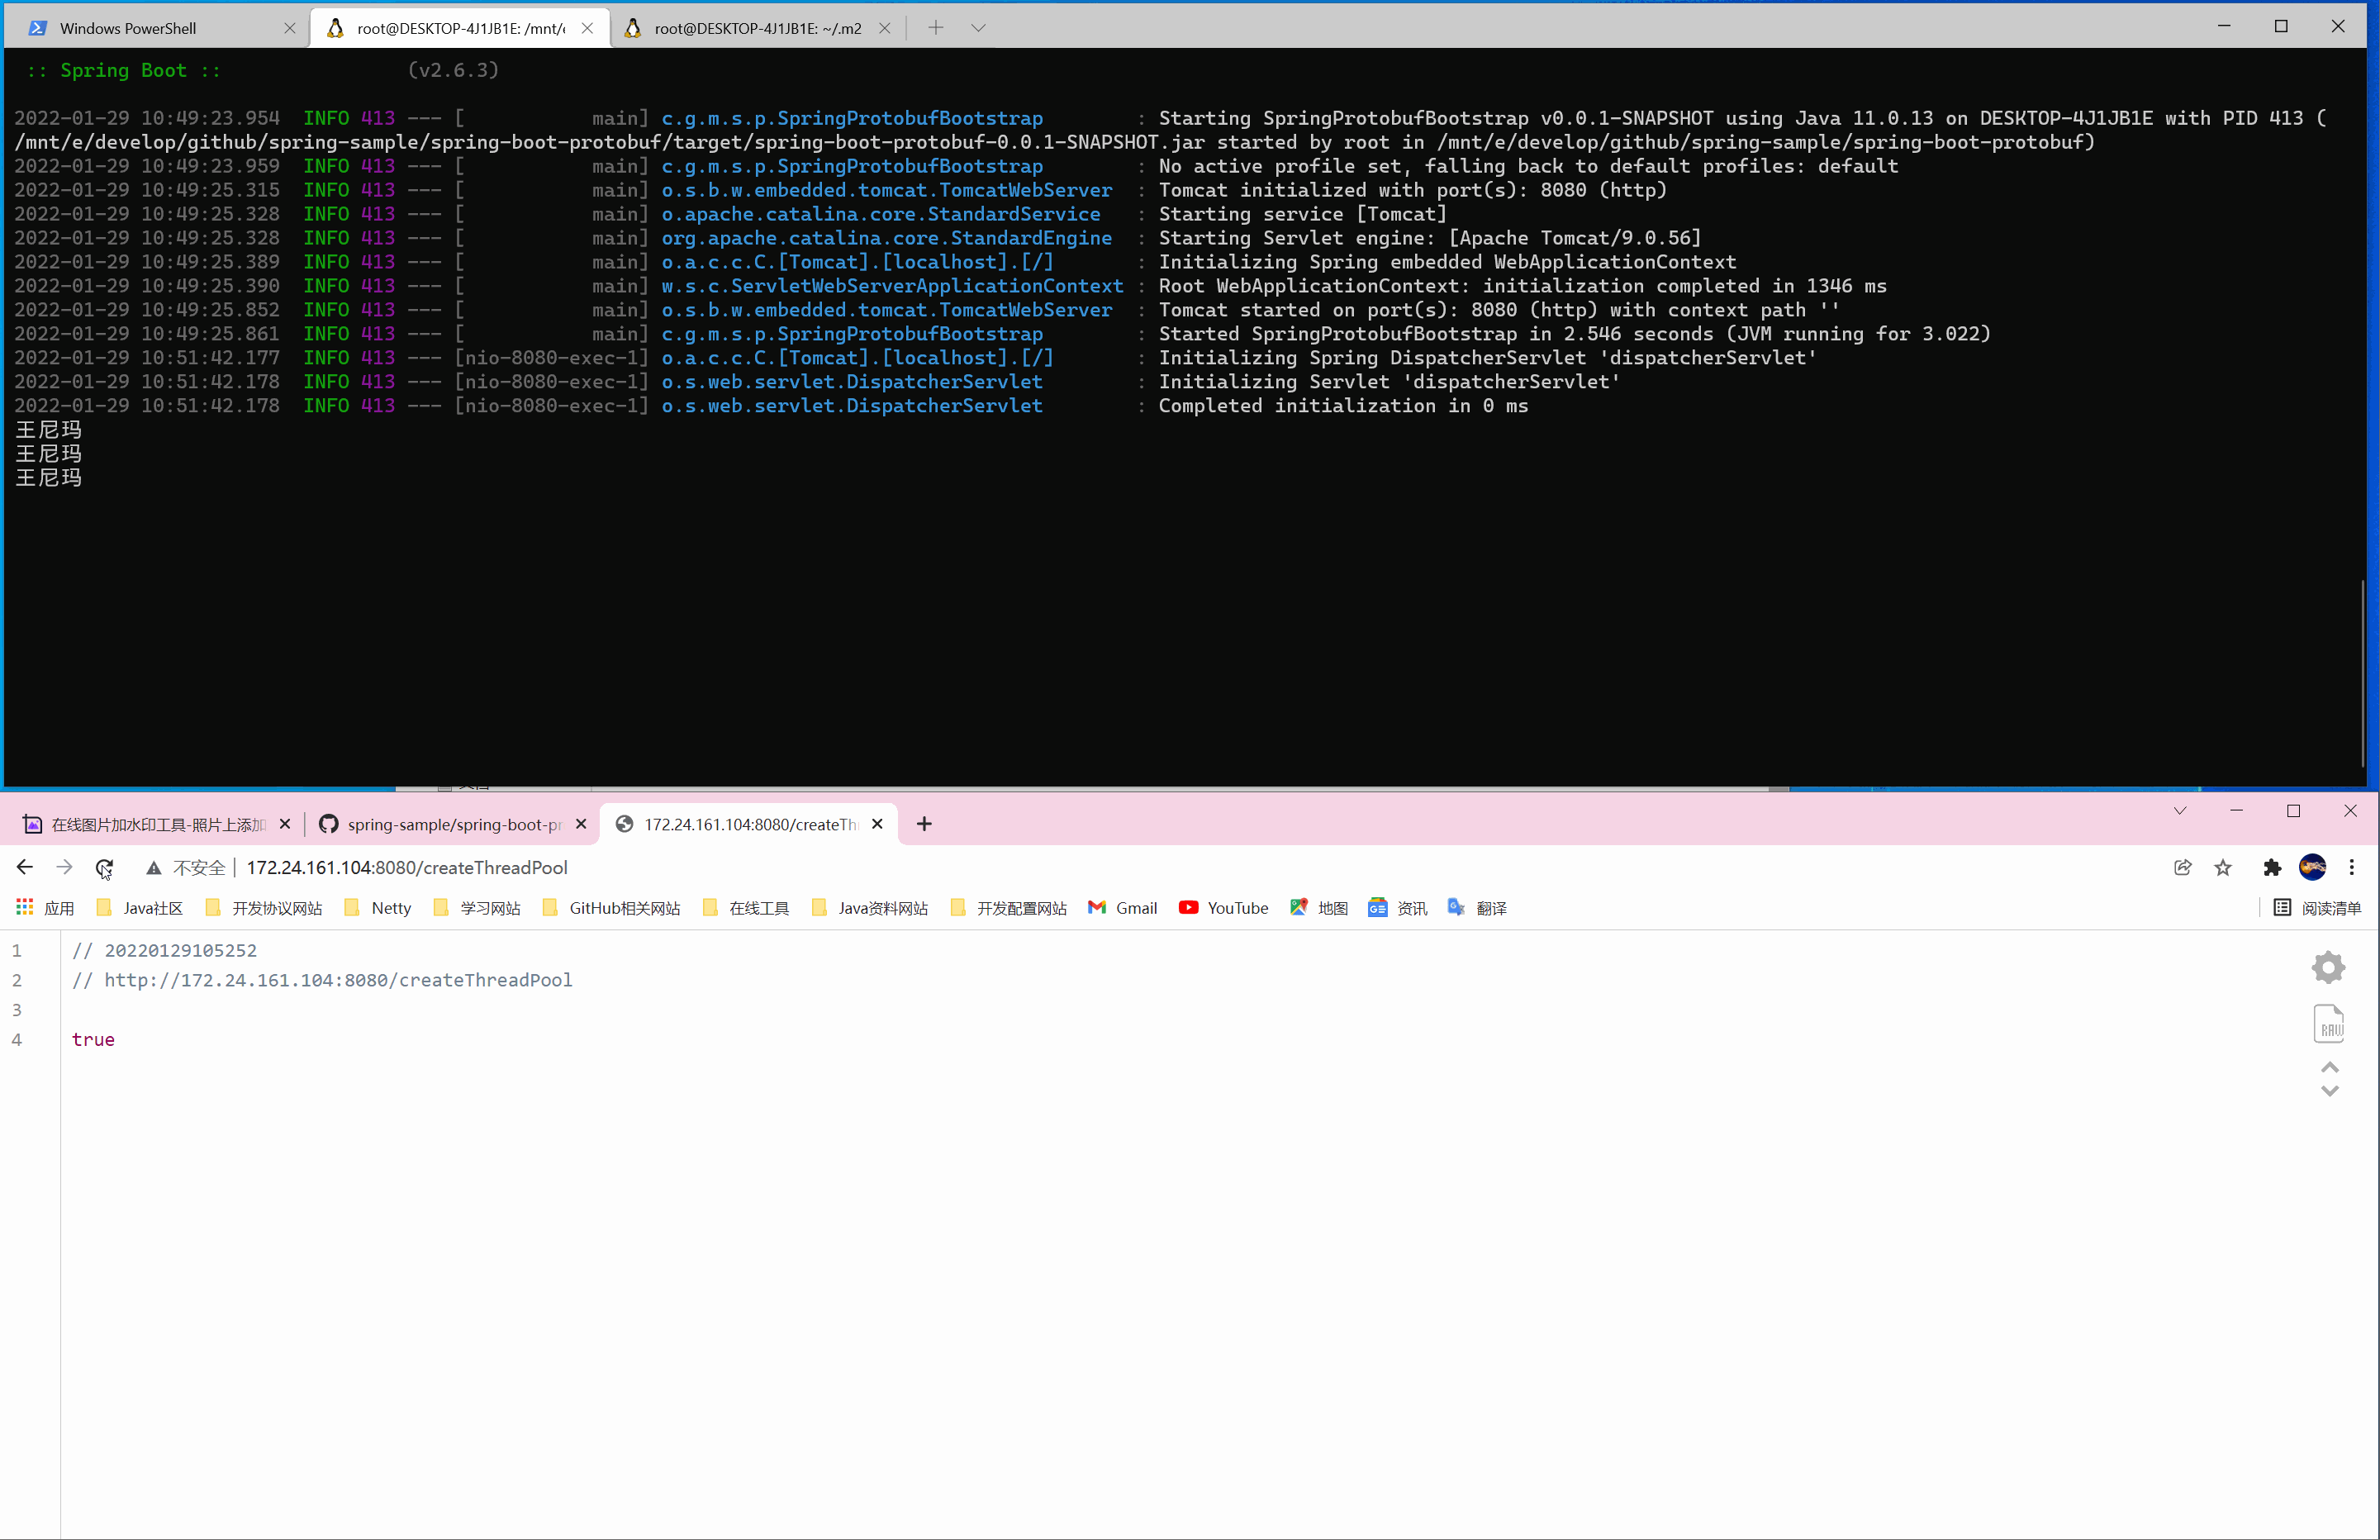 Windows PowerShell
root@DESKTOP-4J1JB1E: /mnt/e
root@DESKTOP-4J1JB1E: ~/.m2
:: Spring Boot :: (v2.6.3)
2022-01-29 10:49:23.954 INFO 413 --- [ main] c.g.m.s.p.SpringProtobufBootstrap : Starting SpringProtobufBootstrap v0.0.1-SNAPSHOT using Java 11.0.13 on DESKTOP-4J1JB1E with PID 413 (
/mnt/e/develop/github/spring-sample/spring-boot-protobuf/target/spring-boot-protobuf-0.0.1-SNAPSHOT.jar started by root in /mnt/e/develop/github/spring-sample/spring-boot-protobuf)
2022-01-29 10:49:23.959 INFO 413 --- [ main] c.g.m.s.p.SpringProtobufBootstrap : No active profile set, falling back to default profiles: default
2022-01-29 10:49:25.315 INFO 413 --- [ main] o.s.b.w.embedded.tomcat.TomcatWebServer : Tomcat initialized with port(s): 8080 (http)
2022-01-29 10:49:25.328 INFO 413 --- [ main] o.apache.catalina.core.StandardService : Starting service [Tomcat]
2022-01-29 10:49:25.328 INFO 413 --- [ main] org.apache.catalina.core.StandardEngine : Starting Servlet engine: [Apache Tomcat/9.0.56]
2022-01-29 10:49:25.389 INFO 413 --- [ main] o.a.c.c.C.[Tomcat].[localhost].[/] : Initializing Spring embedded WebApplicationContext
2022-01-29 10:49:25.390 INFO 413 --- [ main] w.s.c.ServletWebServerApplicationContext : Root WebApplicationContext: initialization completed in 1346 ms
2022-01-29 10:49:25.852 INFO 413 --- [ main] o.s.b.w.embedded.tomcat.TomcatWebServer : Tomcat started on port(s): 8080 (http) with context path ''
2022-01-29 10:49:25.861 INFO 413 --- [ main] c.g.m.s.p.SpringProtobufBootstrap : Started SpringProtobufBootstrap in 2.546 seconds (JVM running for 3.022)
2022-01-29 10:51:42.177 INFO 413 --- [nio-8080-exec-1] o.a.c.c.C.[Tomcat].[localhost].[/] : Initializing Spring DispatcherServlet 'dispatcherServlet'
2022-01-29 10:51:42.178 INFO 413 --- [nio-8080-exec-1] o.s.web.servlet.DispatcherServlet : Initializing Servlet 'dispatcherServlet'
2022-01-29 10:51:42.178 INFO 413 --- [nio-8080-exec-1] o.s.web.servlet.DispatcherServlet : Completed initialization in 0 ms
王尼玛
王尼玛
王尼玛
在线图片加水印工具-照片上添加
spring-sample/spring-boot-pr
172.24.161.104:8080/createTh
不安全 | 172.24.161.104:8080/createThreadPool
应用 Java社区 开发协议网站 Netty 学习网站 GitHub相关网站 在线工具 Java资料网站 开发配置网站 Gmail YouTube 地图 资讯 翻译 阅读清单
1 // 20220129105252
2 // http://172.24.161.104:8080/createThreadPool
3
4 true
RAW